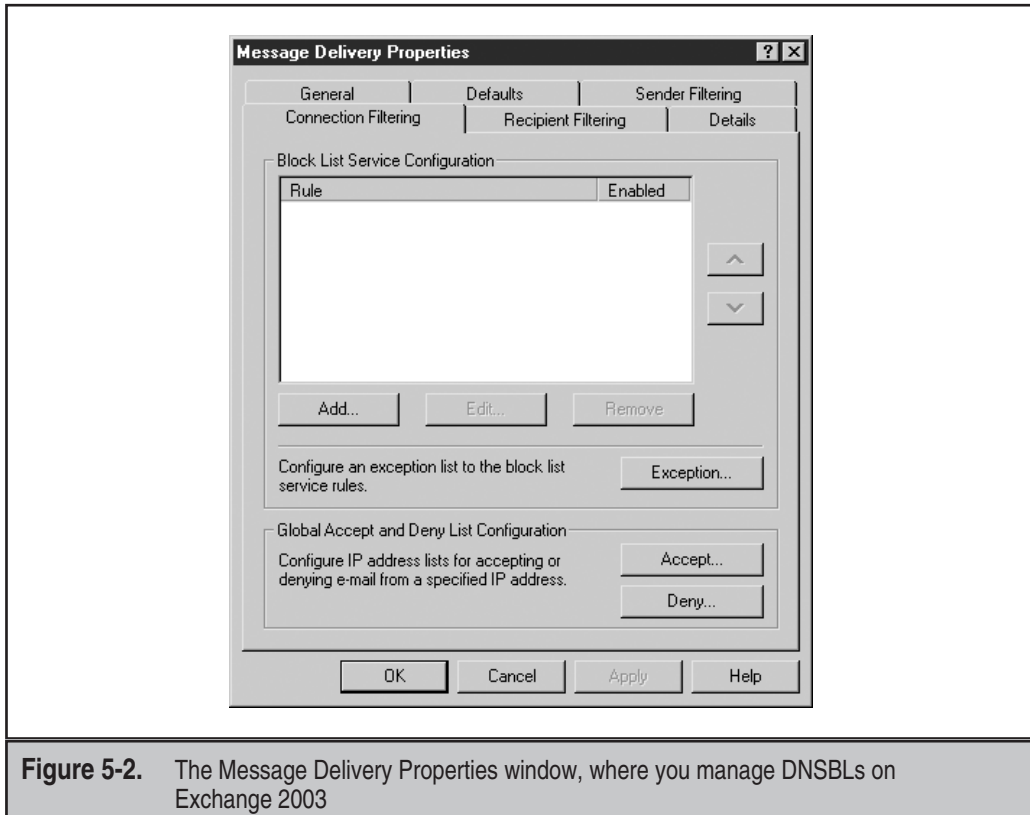 Message Delivery Properties
General Defaults Sender Filtering
Connection Filtering Recipient Filtering Details
Block List Service Configuration
Rule Enabled
Add... Edit... Remove
Configure an exception list to the block list
service rules.
Exception...
Global Accept and Deny List Configuration
Configure IP address lists for accepting or
denying e-mail from a specified IP address.
Accept...
Deny...
OK Cancel Apply Help
Figure 5-2. The Message Delivery Properties window, where you manage DNSBLs on
Exchange 2003